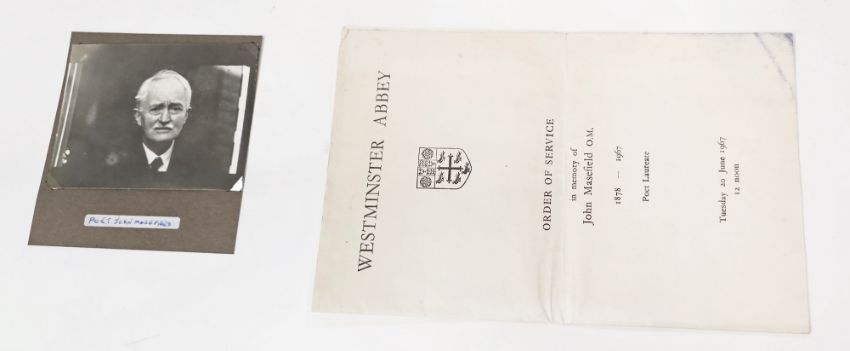 POET JOHN MASEFIELD
WESTMINSTER ABBEY
ORDER OF SERVICE
in memory of
John Masefield O.M.
1878 — 1967
Poet Laureate
Tuesday 20 June 1967
12 noon